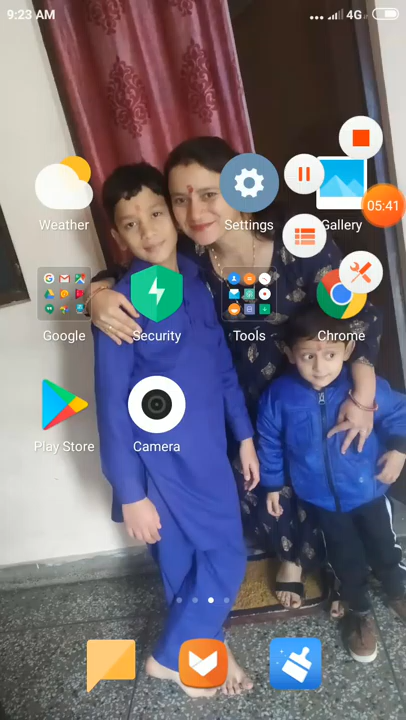 9:23 AM
4G
05:41
Weather
Settings
Gallery
Google
Security
Tools
Chrome
Play Store
Camera